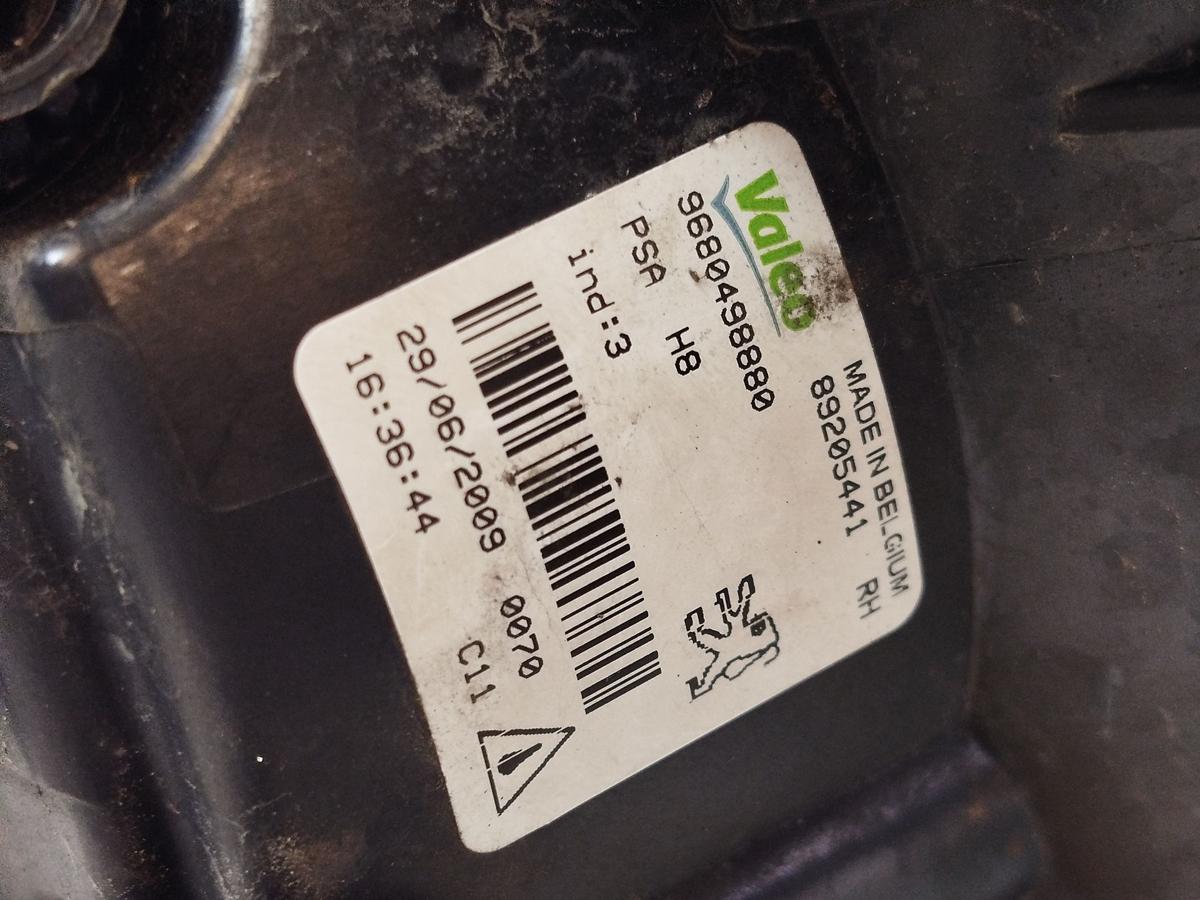 Valeo
MADE IN BELGIUM
89205441 RH
9680498880
PSA H8
ind:3
29/06/2009 0070
16:36:44 C11